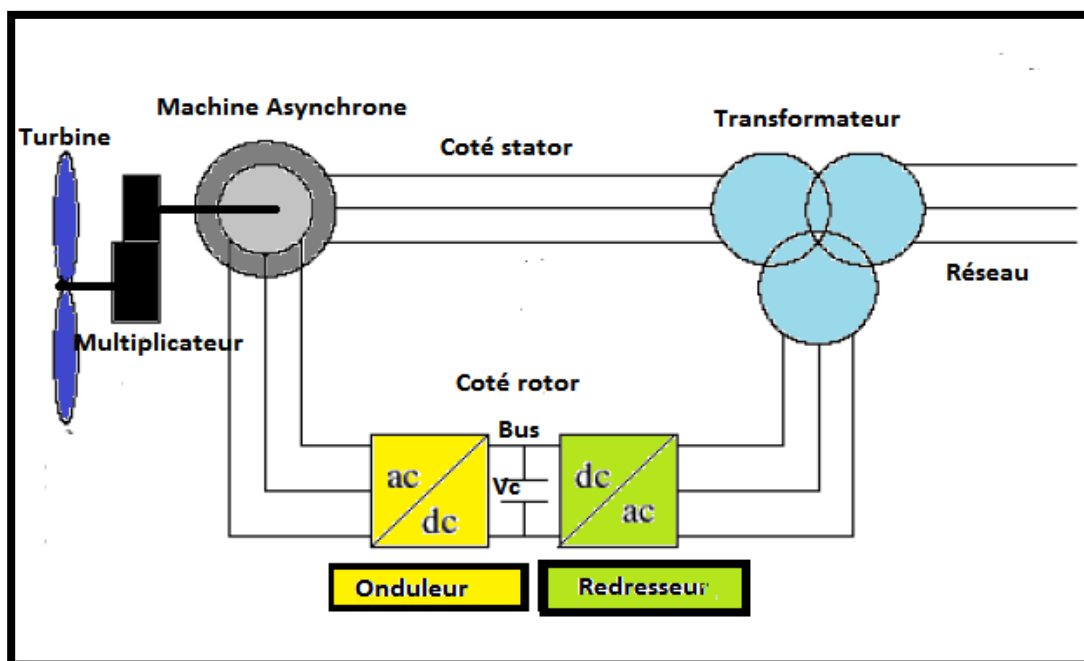 Machine Asynchrone
Turbine
Coté stator
Transformateur
Réseau
Multiplicateur
Coté rotor
Bus
Vc
ac
dc
dc
ac
Onduleur
Redresseur